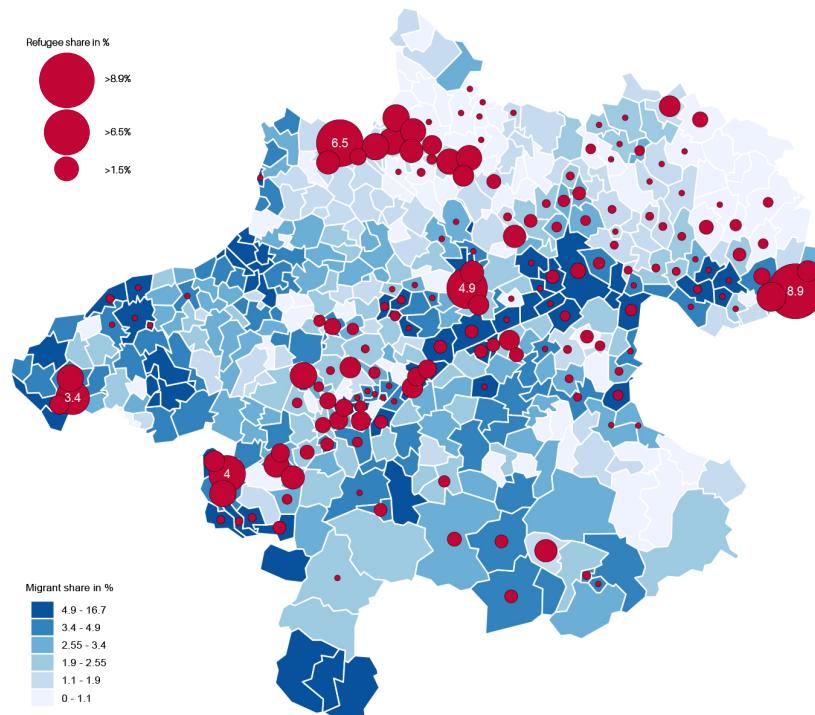 Refugee share in %
>8.9%
>6.5%
>1.5%
6.5
4.9
8.9
3.4
4
Migrant share in %
4.9 - 16.7
3.4 - 4.9
2.55 - 3.4
1.9 - 2.55
1.1 - 1.9
0 - 1.1